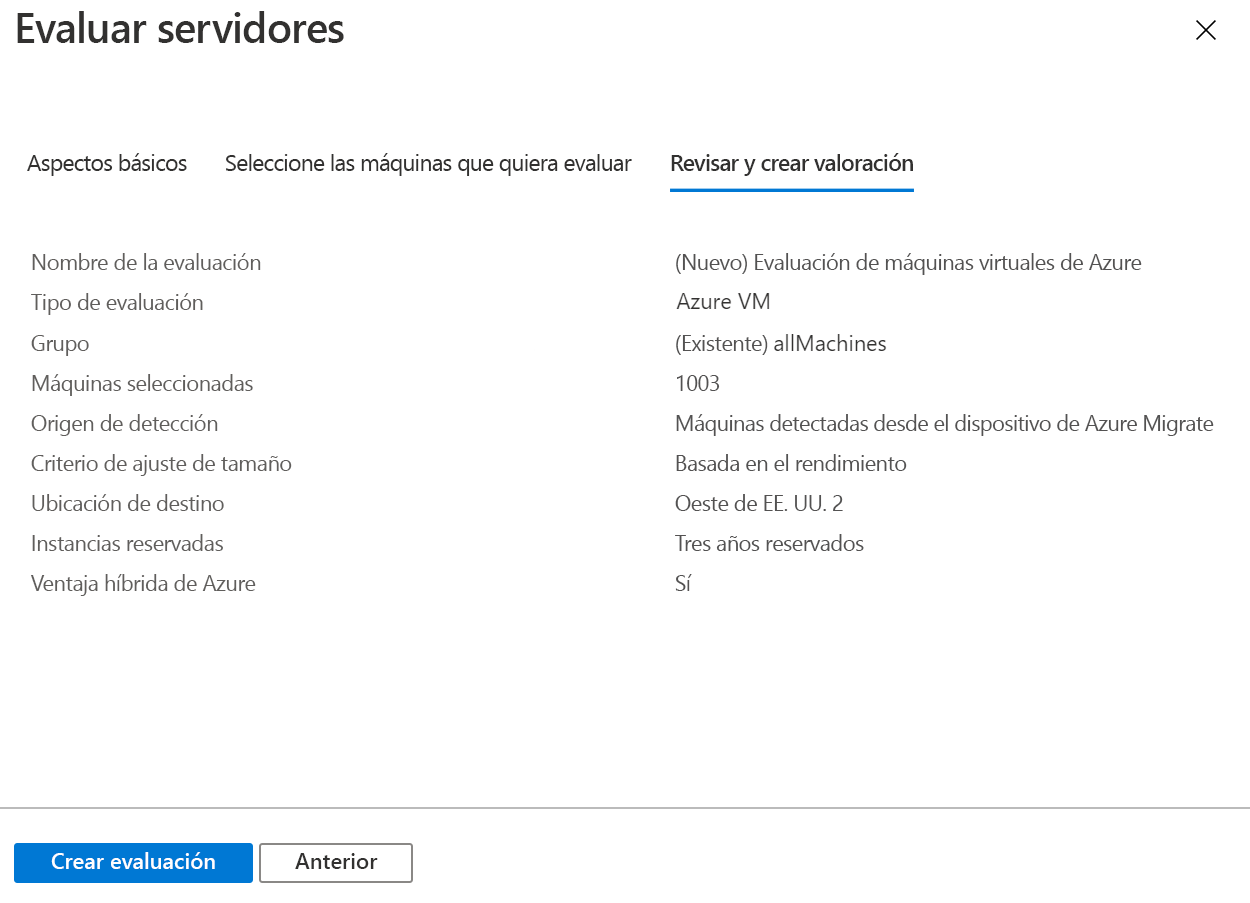 Evaluar servidores
Aspectos básicos Seleccione las máquinas que quiera evaluar Revisar y crear valoración
Nombre de la evaluación (Nuevo) Evaluación de máquinas virtuales de Azure
Tipo de evaluación Azure VM
Grupo (Existente) allMachines
Máquinas seleccionadas 1003
Origen de detección Máquinas detectadas desde el dispositivo de Azure Migrate
Criterio de ajuste de tamaño Basada en el rendimiento
Ubicación de destino Oeste de EE. UU. 2
Instancias reservadas Tres años reservados
Ventaja híbrida de Azure Sí
Crear evaluación Anterior